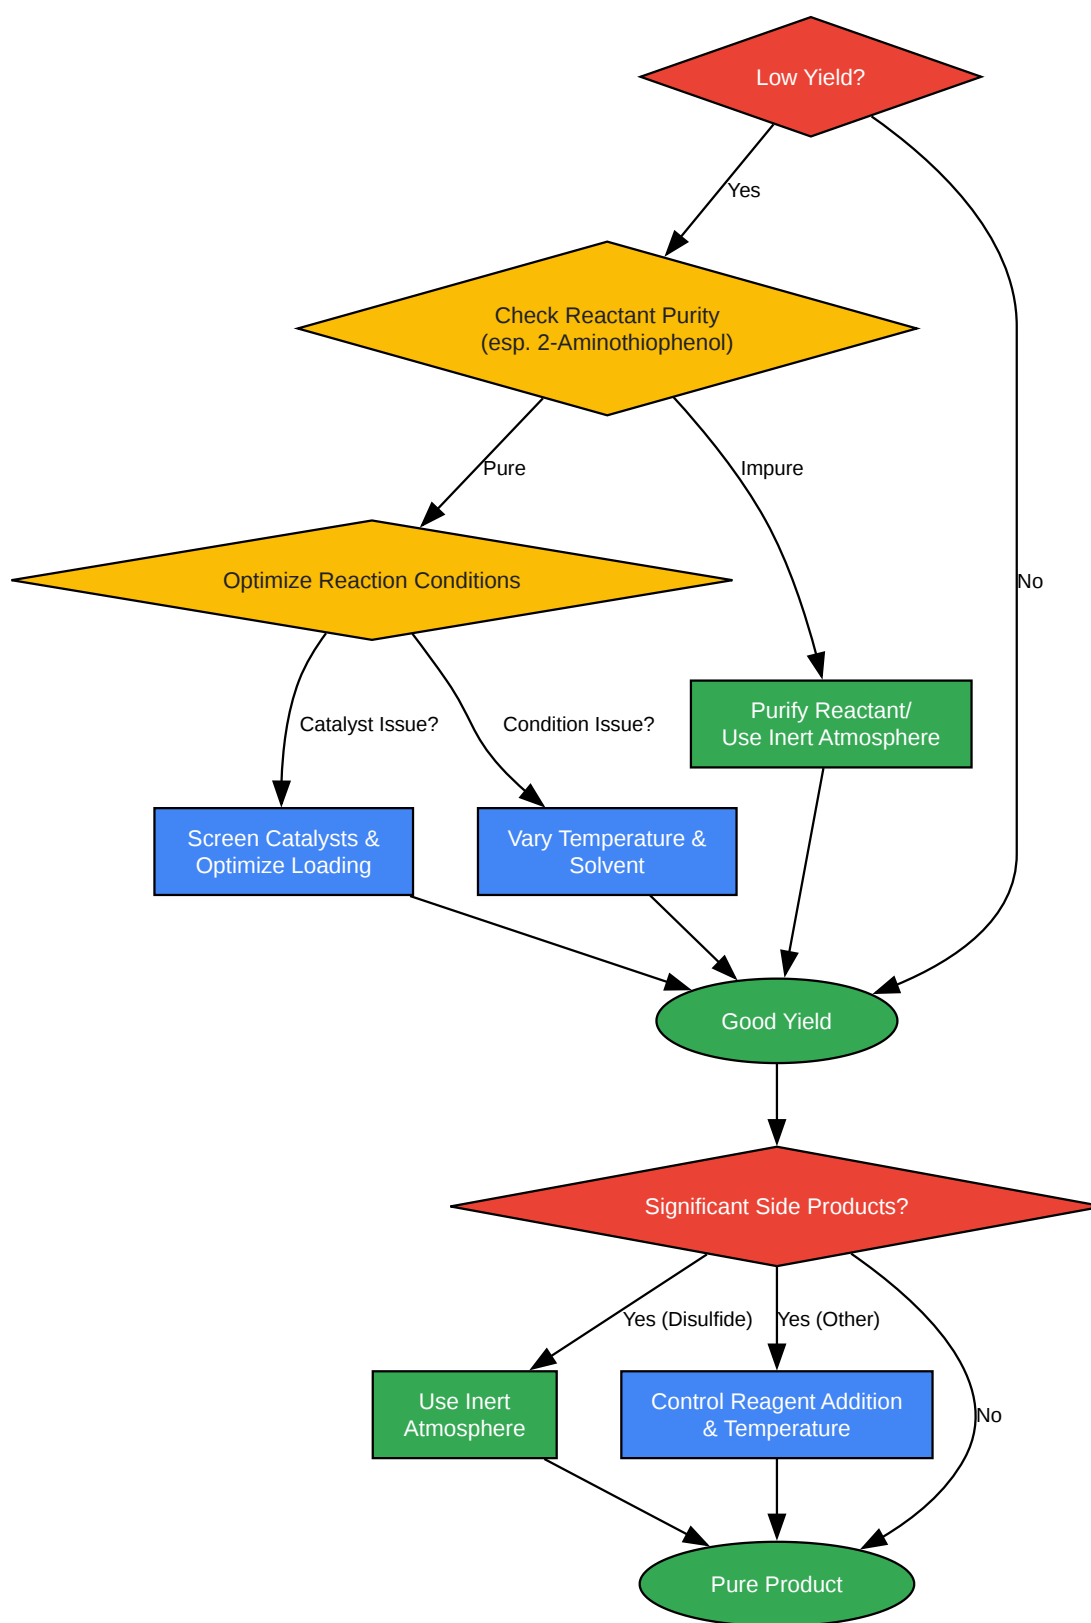 Low Yield?
Yes
Check Reactant Purity
(esp. 2-Aminothiophenol)
Pure
Impure
Optimize Reaction Conditions
No
Catalyst Issue?
Condition Issue?
Purify Reactant/
Use Inert Atmosphere
Screen Catalysts &
Optimize Loading
Vary Temperature &
Solvent
Good Yield
Significant Side Products?
Yes (Disulfide)
Yes (Other)
Use Inert
Atmosphere
Control Reagent Addition
& Temperature
No
Pure Product